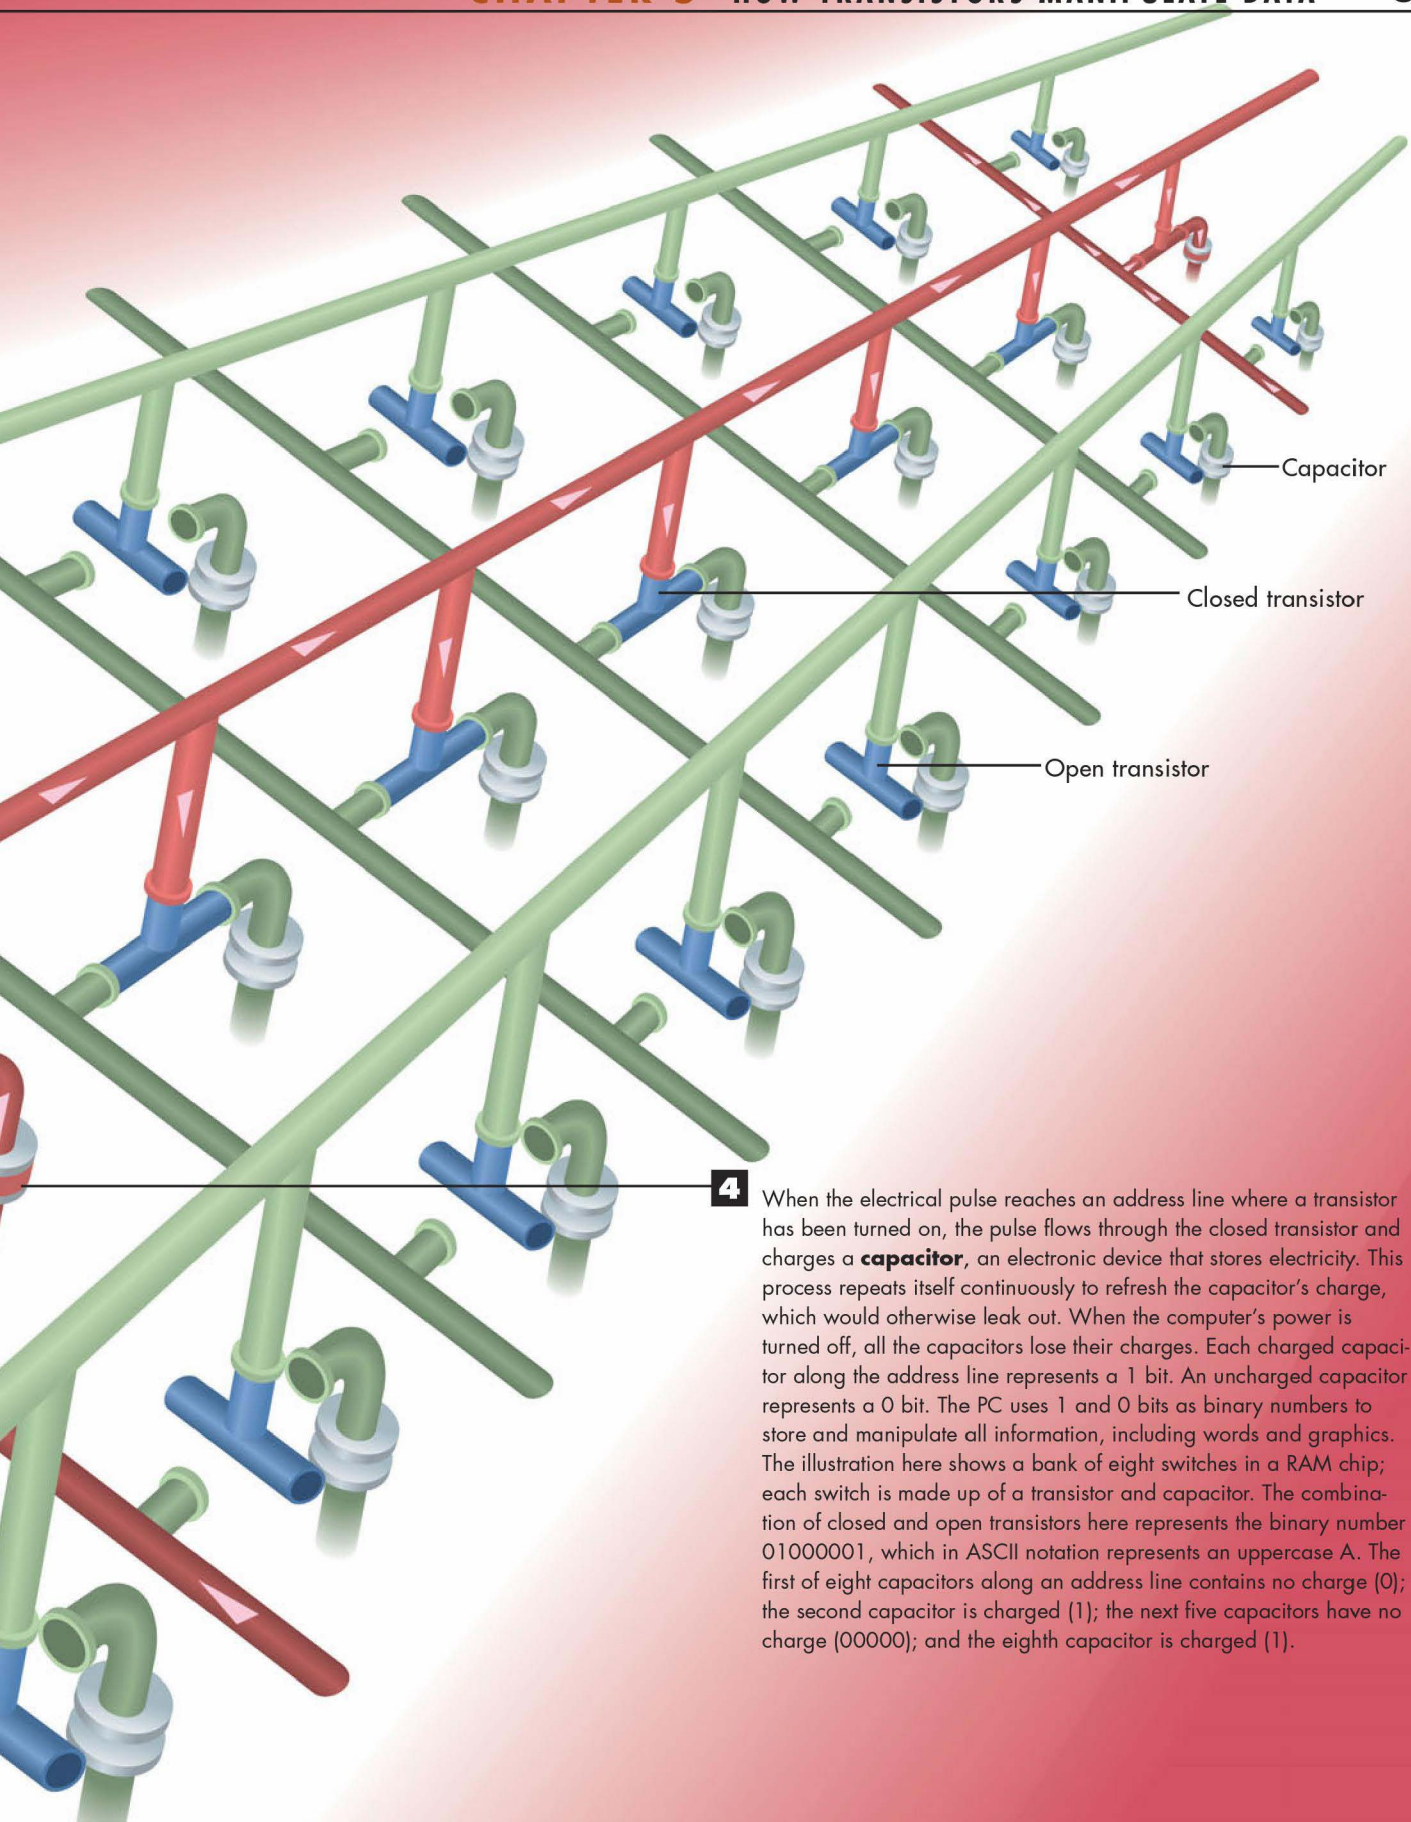 CHAPTER HOW TRANSISTORS MANIPULATE DATA
Capacitor
Closed transistor
Open transistor
4
When the electrical pulse reaches an address line where a transistor
has been turned on, the pulse flows through the closed transistor and
charges a capacitor, an electronic device that stores electricity. This
process repeats itself continuously to refresh the capacitor's charge,
which would otherwise leak out. When the computer's power is
turned off, all the capacitors lose their charges. Each charged capaci-
tor along the address line represents a 1 bit. An uncharged capacitor
represents a 0 bit. The PC uses 1 and 0 bits as binary numbers to
store and manipulate all information, including words and graphics.
The illustration here shows a bank of eight switches in a RAM chip;
each switch is made up of a transistor and capacitor. The combina-
tion of closed and open transistors here represents the binary number
01000001, which in ASCII notation represents an uppercase A. The
first of eight capacitors along an address line contains no charge (0);
the second capacitor is charged (1); the next five capacitors have no
charge (00000); and the eighth capacitor is charged (1).